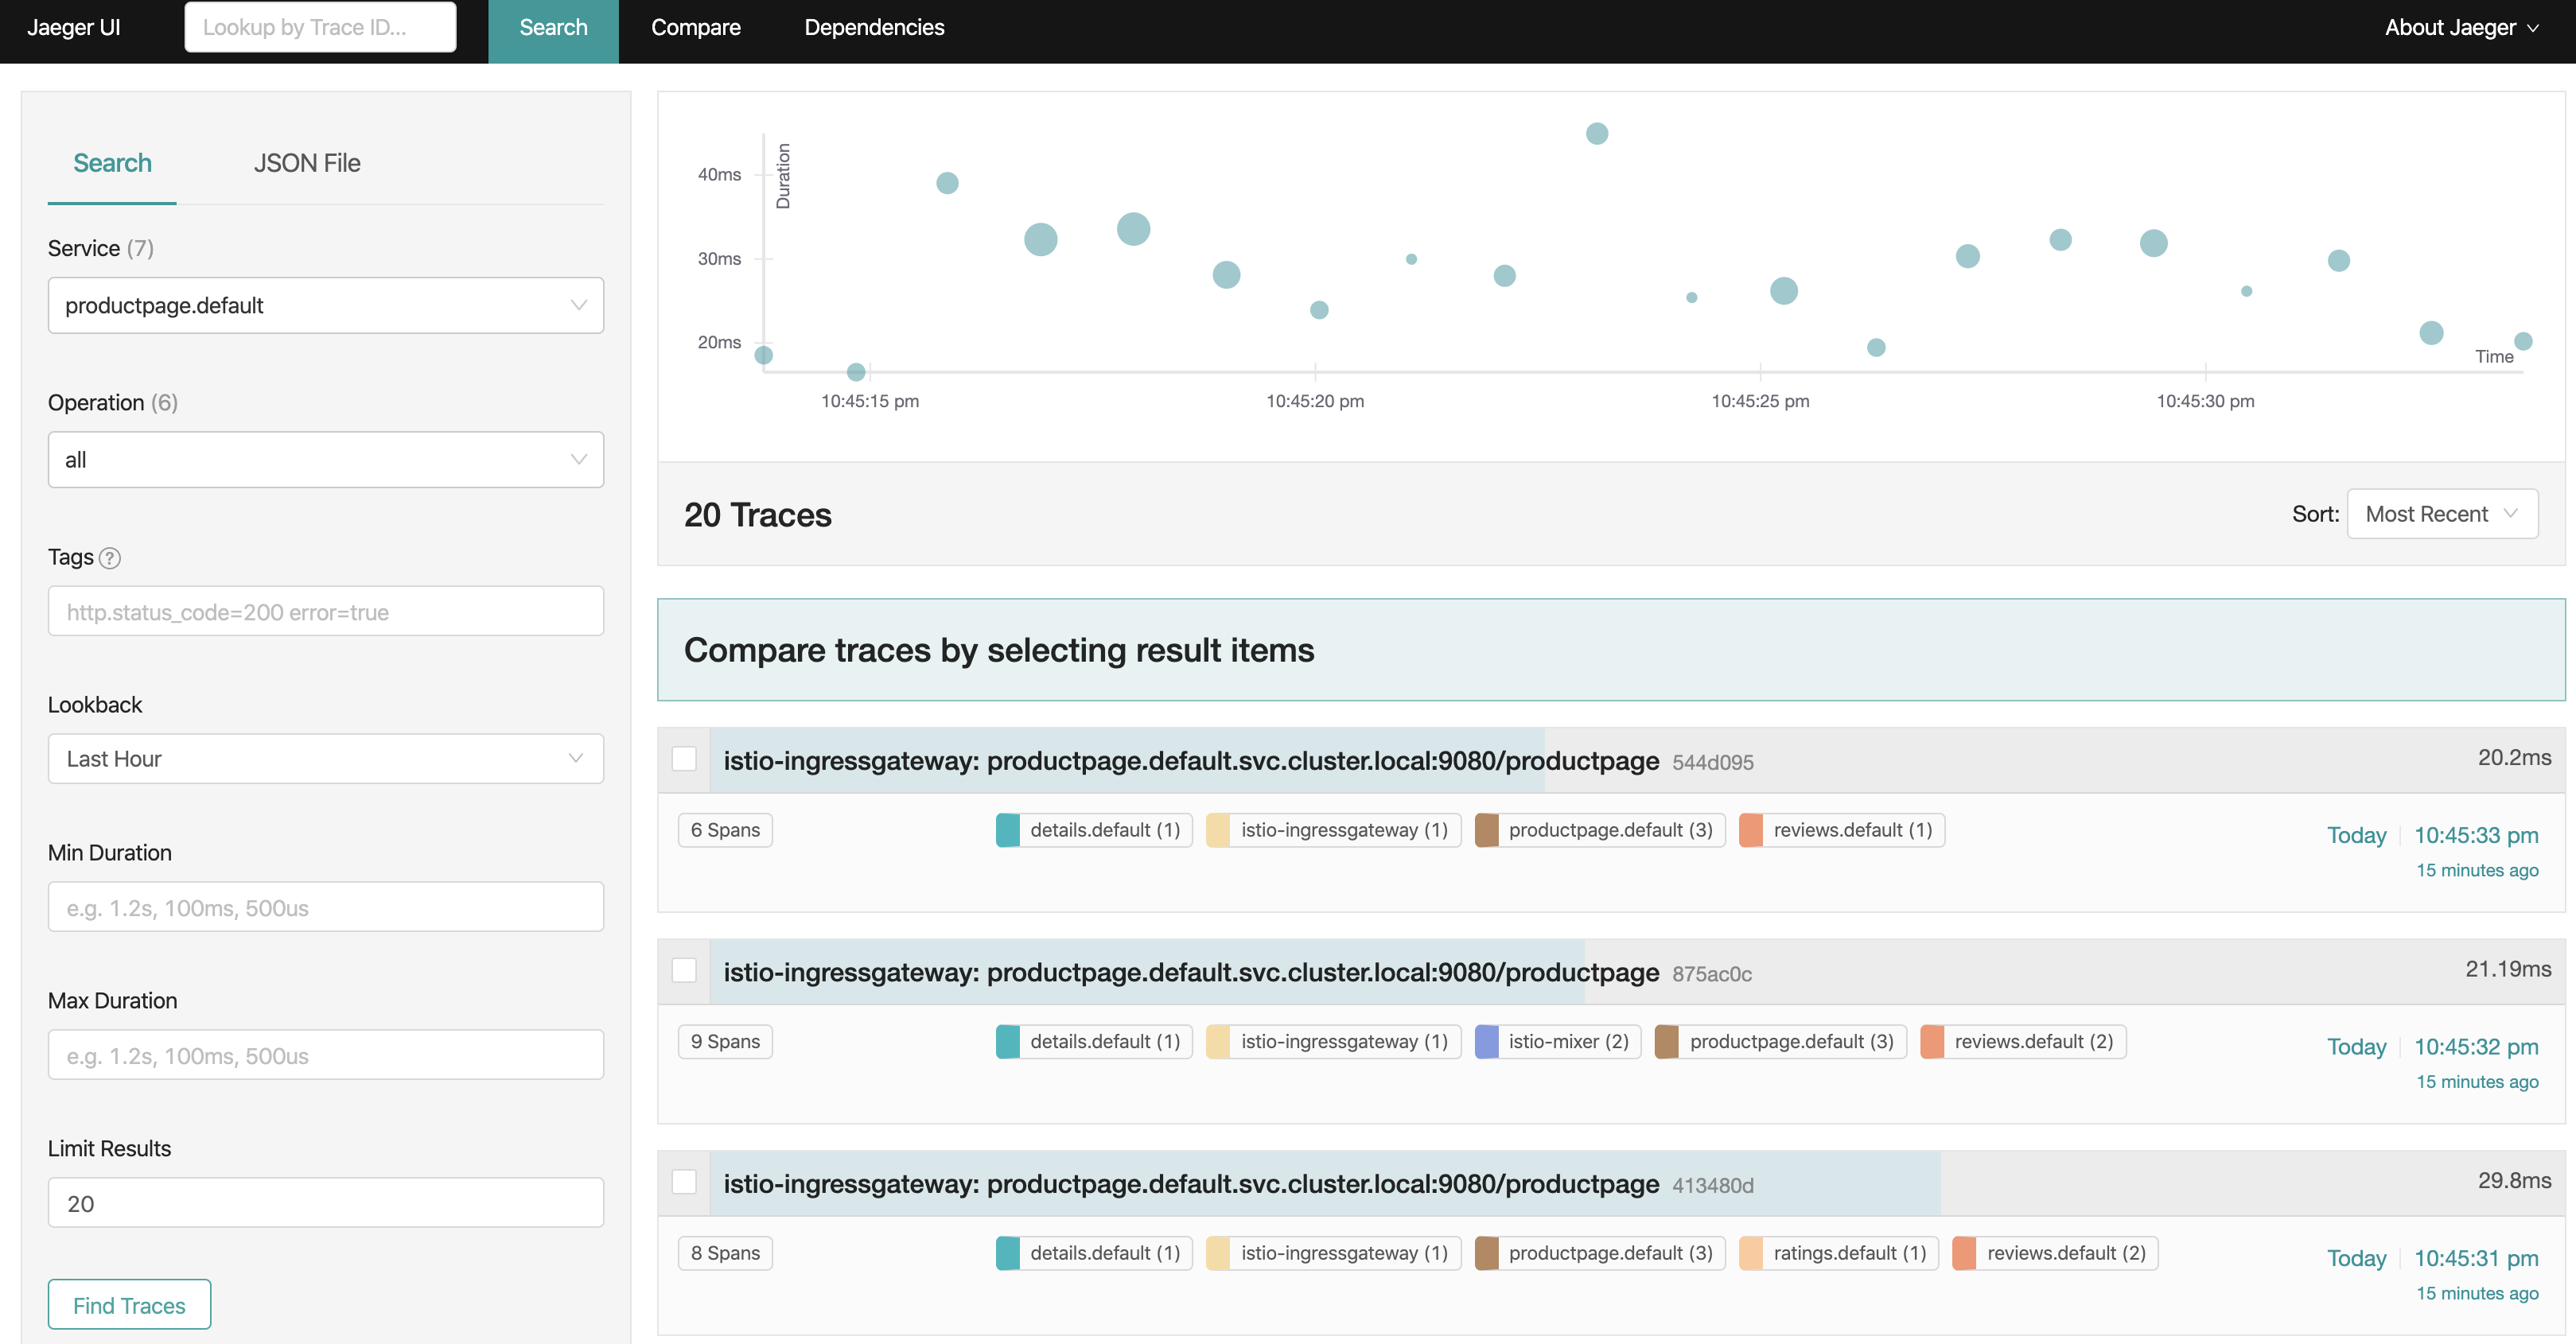 Jaeger UI
Lookup by Trace ID...
Search
Compare
Dependencies
About Jaeger
Search
JSON File
Service (7)
productpage.default
Operation (6)
all
Tags ?
http.status_code=200 error=true
Lookback
Last Hour
Min Duration
e.g. 1.2s, 100ms, 500us
Max Duration
e.g. 1.2s, 100ms, 500us
Limit Results
20
Find Traces
Duration
40ms
30ms
20ms
Time
10:45:15 pm
10:45:20 pm
10:45:25 pm
10:45:30 pm
20 Traces
Sort: Most Recent
Compare traces by selecting result items
istio-ingressgateway: productpage.default.svc.cluster.local:9080/productpage 544d095
20.2ms
6 Spans
details.default (1)
istio-ingressgateway (1)
productpage.default (3)
reviews.default (1)
Today 10:45:33 pm
15 minutes ago
istio-ingressgateway: productpage.default.svc.cluster.local:9080/productpage 875ac0c
21.19ms
9 Spans
details.default (1)
istio-ingressgateway (1)
istio-mixer (2)
productpage.default (3)
reviews.default (2)
Today 10:45:32 pm
15 minutes ago
istio-ingressgateway: productpage.default.svc.cluster.local:9080/productpage 413480d
29.8ms
8 Spans
details.default (1)
istio-ingressgateway (1)
productpage.default (3)
ratings.default (1)
reviews.default (2)
Today 10:45:31 pm
15 minutes ago